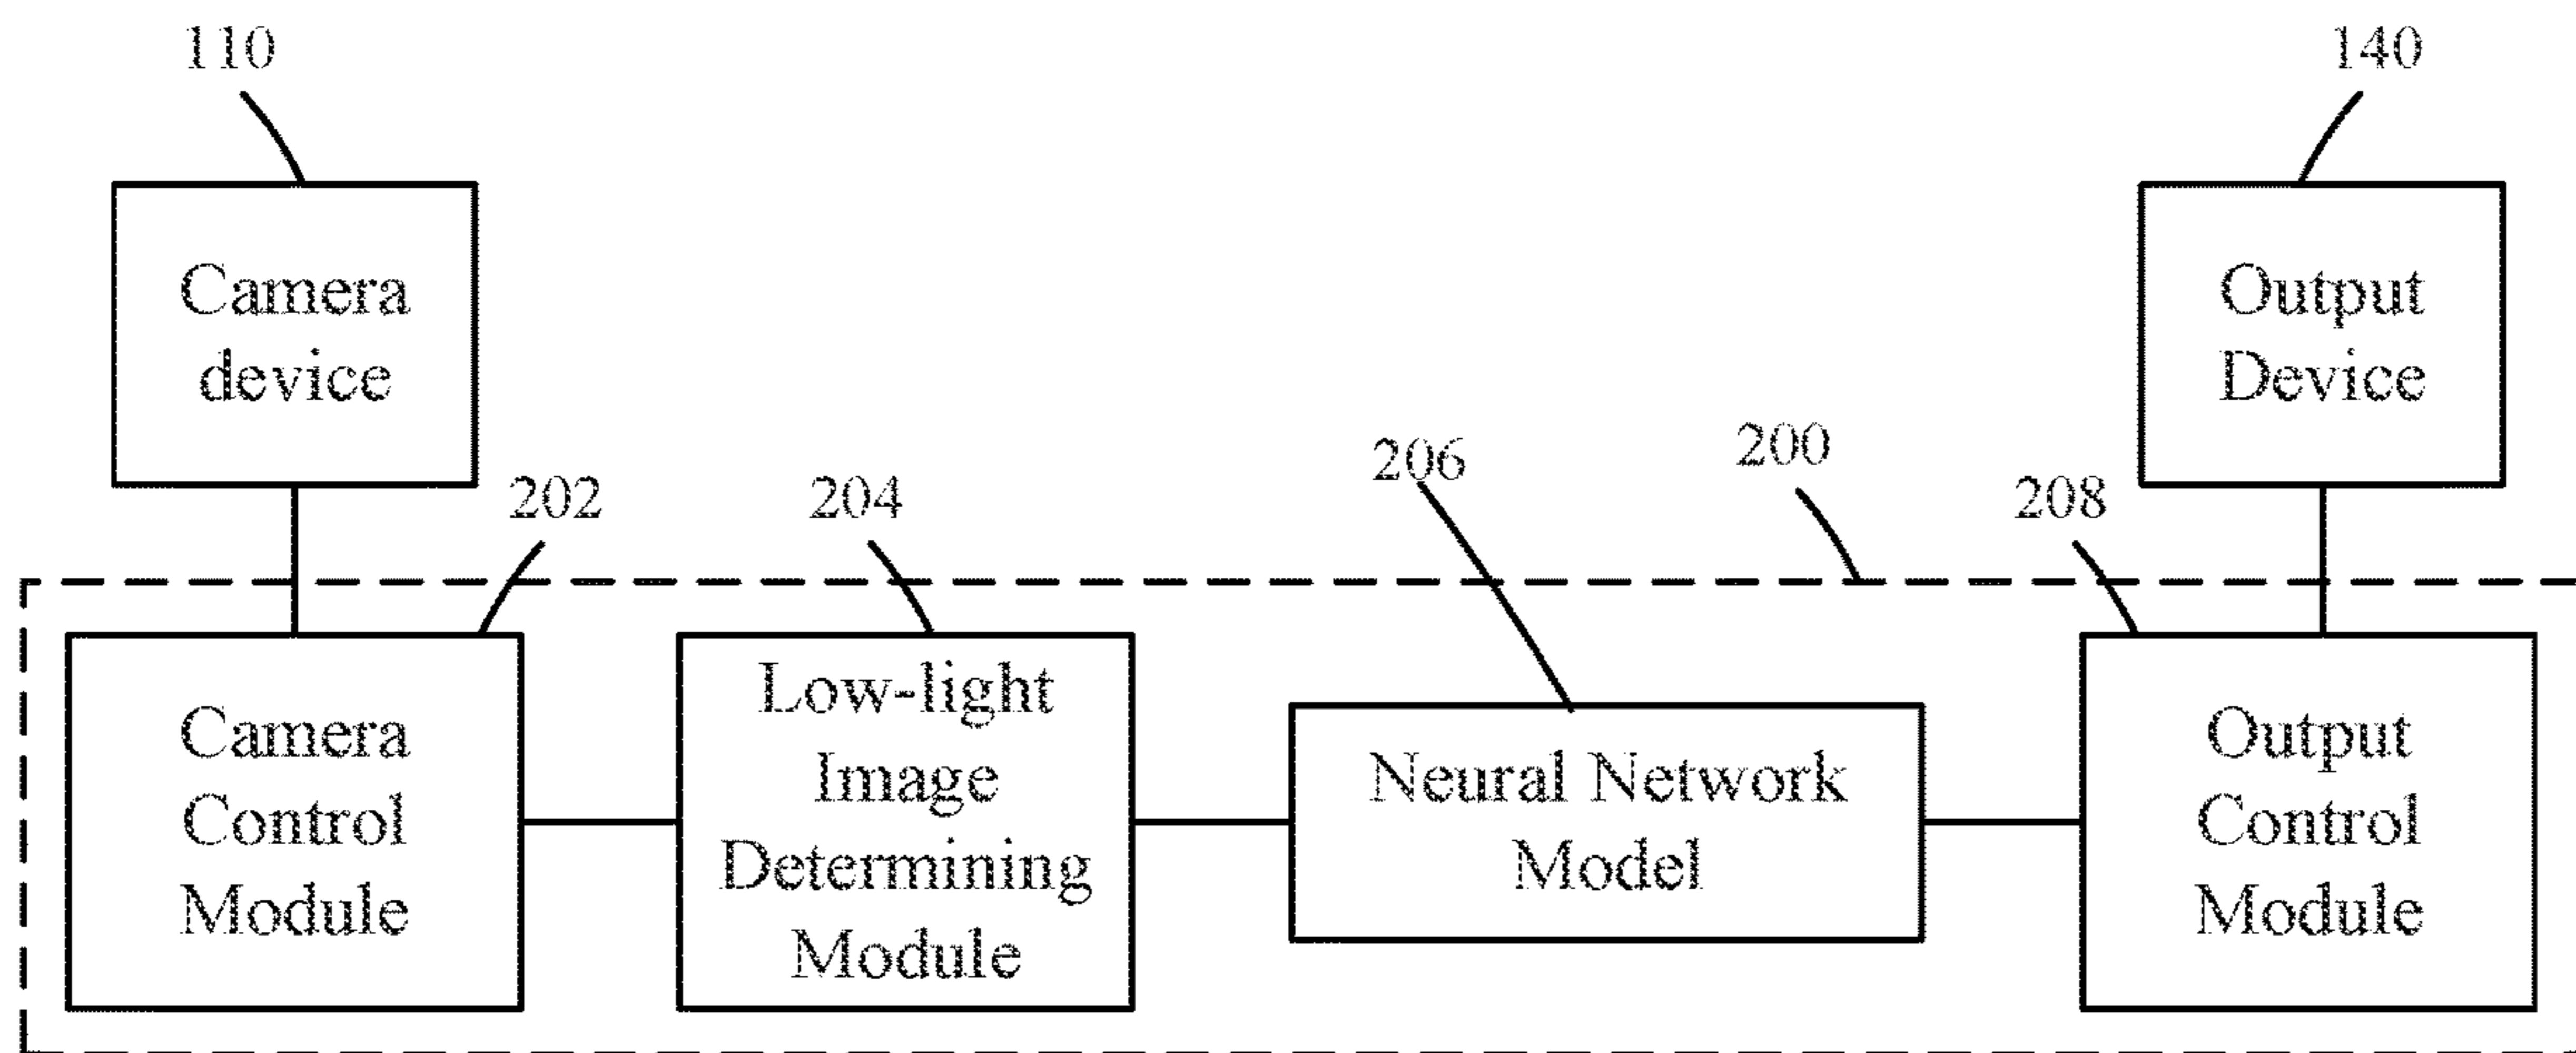 110
140
Camera
device
Output
Device
206
200
202
204
208
Camera
Control
Module
Low-light
Image
Determining
Module
Neural Network
Model
Output
Control
Module